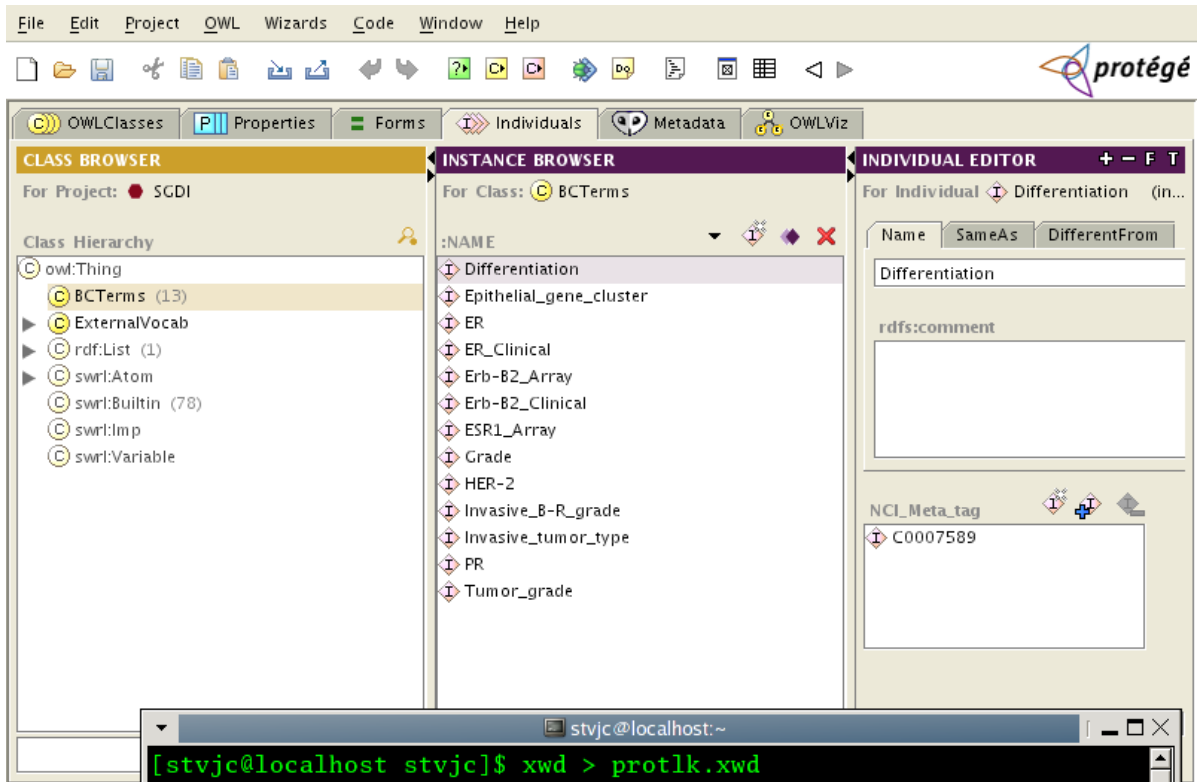 File Edit Project OWL Wizards Code Window Help
protégé
OWLClasses Properties Forms Individuals Metadata OWLViz
CLASS BROWSER
For Project: SGDI
Class Hierarchy
owl:Thing
BCTerms (13)
ExternalVocab
rdf:List (1)
swrl:Atom
swrl:Builtin (78)
swrl:Imp
swrl:Variable
INSTANCE BROWSER
For Class: BCTerms
:NAME
Differentiation
Epithelial_gene_cluster
ER
ER_Clinical
Erb-B2_Array
Erb-B2_Clinical
ESR1_Array
Grade
HER-2
Invasive_B-R_grade
Invasive_tumor_type
PR
Tumor_grade
INDIVIDUAL EDITOR + - F T
For Individual Differentiation (in...
Name SameAs DifferentFrom
Differentiation
rdfs:comment
NCI_Meta_tag
C0007589
stvjc@localhost:~
[stvjc@localhost stvjc]$ xwd > protlk.xwd